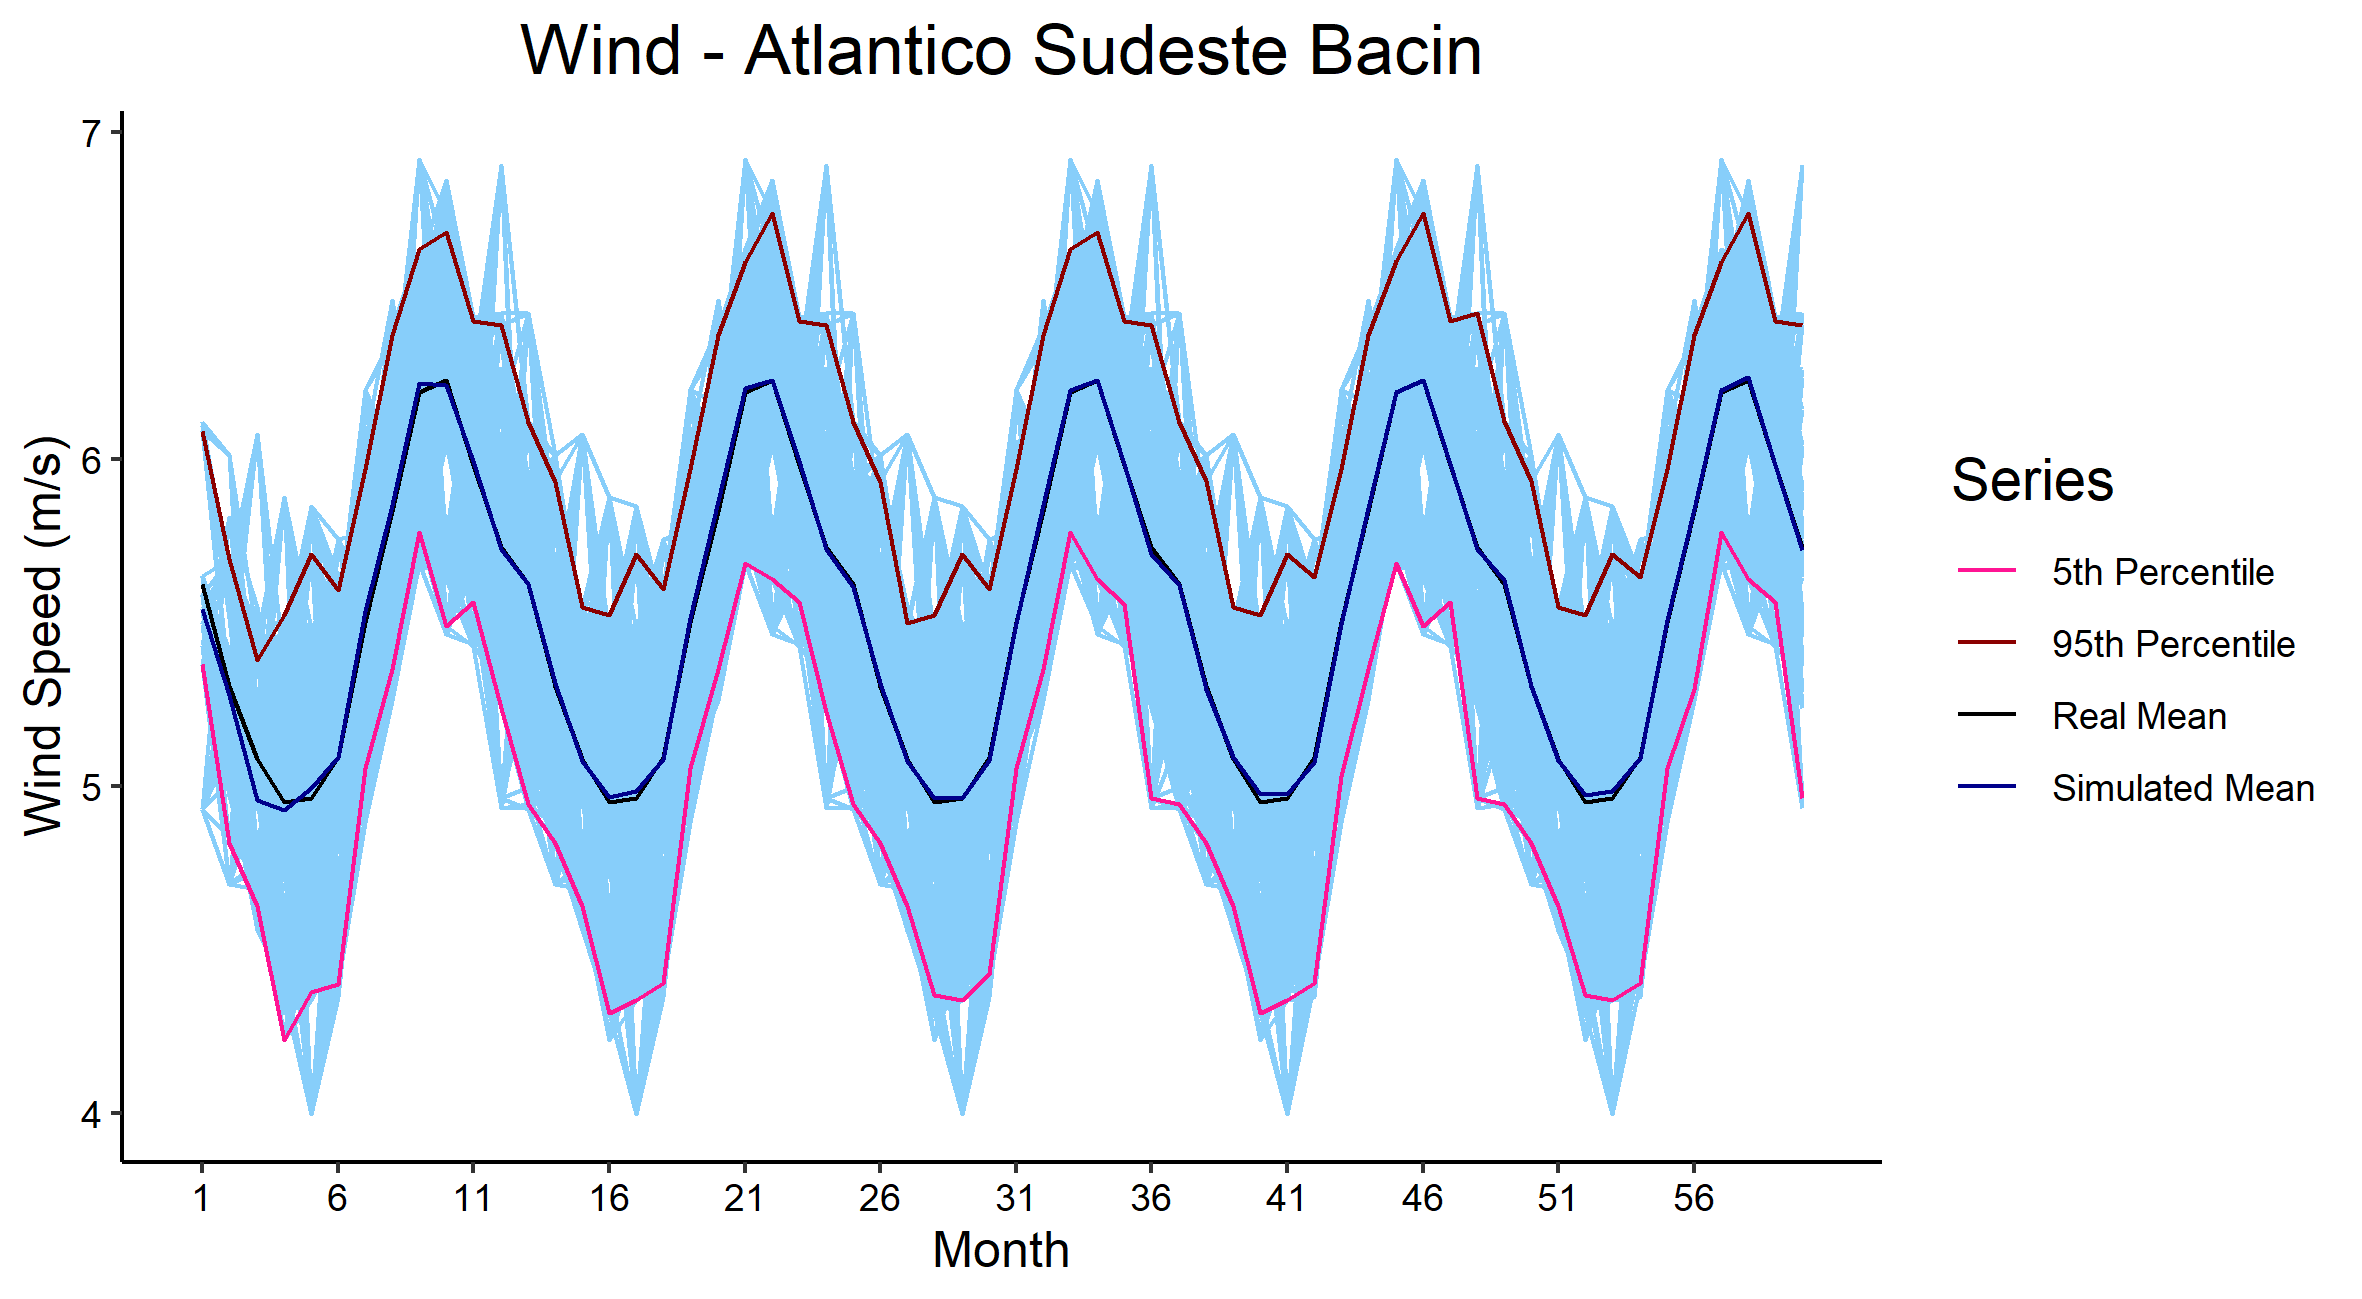 Wind - Atlantico Sudeste Bacin
7
6
5
4
Wind Speed (m/s)
1 6 11 16 21 26 31 36 41 46 51 56
Month
Series
5th Percentile
95th Percentile
Real Mean
Simulated Mean